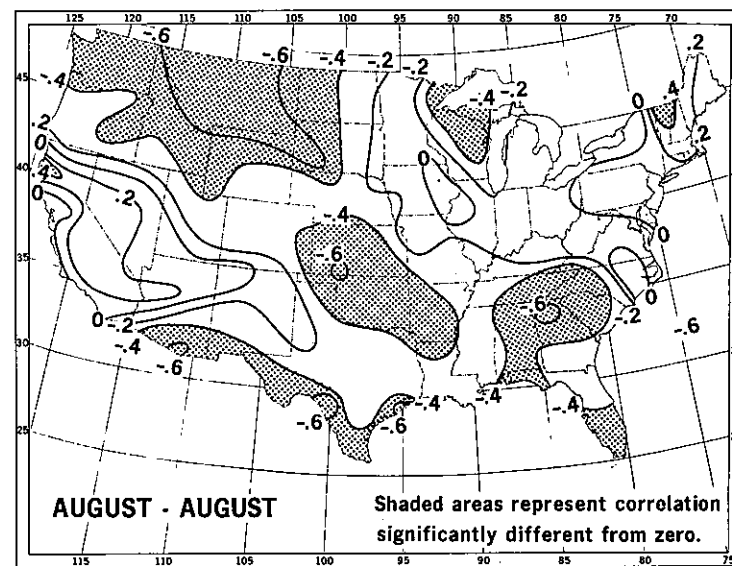 125 120 115 110 105 100 95 90 85 80 75 70
-.6 -.6 -.4 -.2 -.2 .2
45 -.4 -.4 -.2 0 .4
.2 .2
0 40 0
.4
0 .2 -.4 0
35 -.6
0 -.2 -.6 -.2 0
30 -.4 -.6 -.6
-.6 -.6 -.4 -.4 -.4
25
AUGUST - AUGUST
Shaded areas represent corrolation
significantly different from zero.
115 110 105 100 95 90 85 80 75